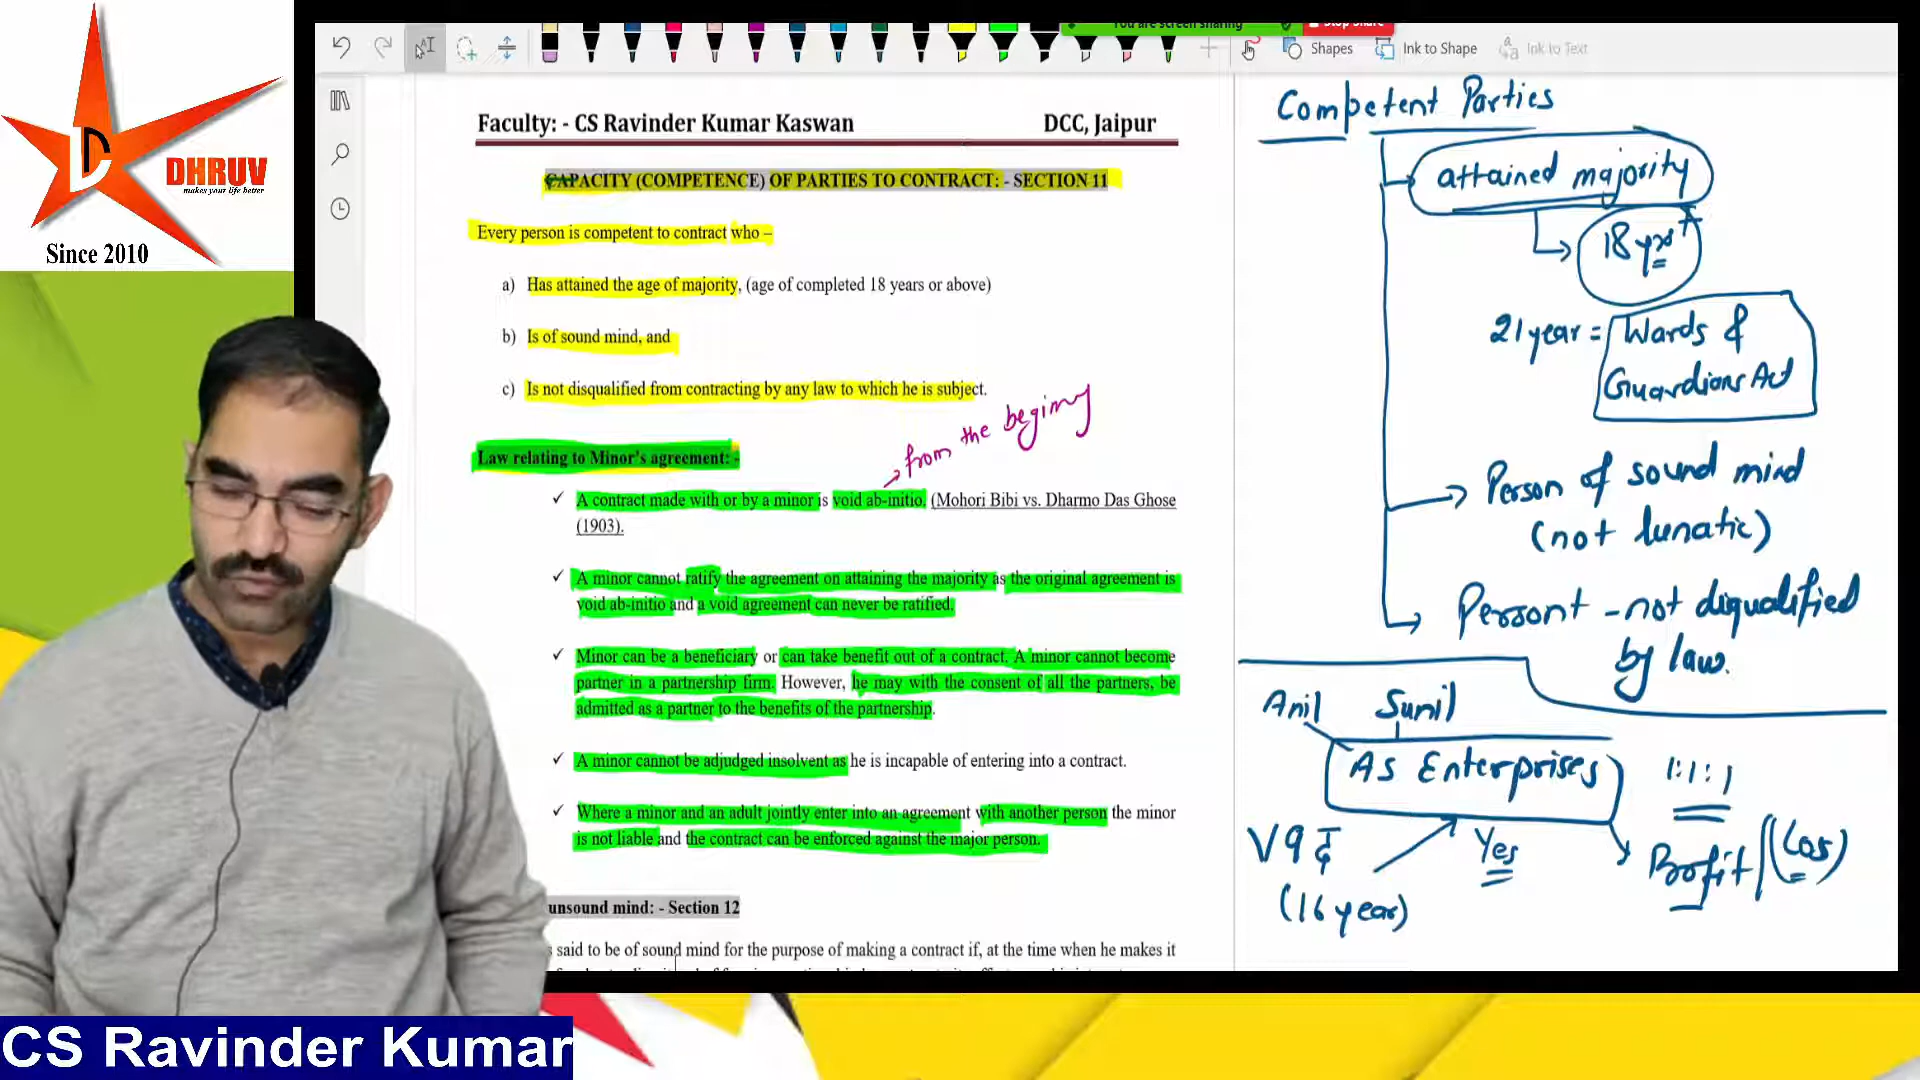 DC
DHRUV
makes your life better
Since 2010
You are screen sharing
Stop Share
Shapes
Ink to Shape
Ink to Text
Faculty: - CS Ravinder Kumar Kaswan DCC, Jaipur
CAPACITY (COMPETENCE) OF PARTIES TO CONTRACT: - SECTION 11
Every person is competent to contract who –
a) Has attained the age of majority, (age of completed 18 years or above)
b) Is of sound mind, and
c) Is not disqualified from contracting by any law to which he is subject.
from the begining
Law relating to Minor's agreement: -
✓ A contract made with or by a minor is void ab-initio. (Mohori Bibi vs. Dharmo Das Ghose
(1903).
✓ A minor cannot ratify the agreement on attaining the majority as the original agreement is
void ab-initio and a void agreement can never be ratified.
✓ Minor can be a beneficiary or can take benefit out of a contract. A minor cannot become
partner in a partnership firm. However, he may with the consent of all the partners, be
admitted as a partner to the benefits of the partnership.
✓ A minor cannot be adjudged insolvent as he is incapable of entering into a contract.
✓ Where a minor and an adult jointly enter into an agreement with another person the minor
is not liable and the contract can be enforced against the major person.
unsound mind: - Section 12
said to be of sound mind for the purpose of making a contract if, at the time when he makes it
Competent Parties
attained majority
18 yrs
21 year = Wards &
Guardians Act
Person of sound mind
(not lunatic)
Persont - not diqualified
by law.
Anil Sunil
As Enterprises 1:1:1
Yes
Profit / (Los)
(16 year)
CS Ravinder Kumar